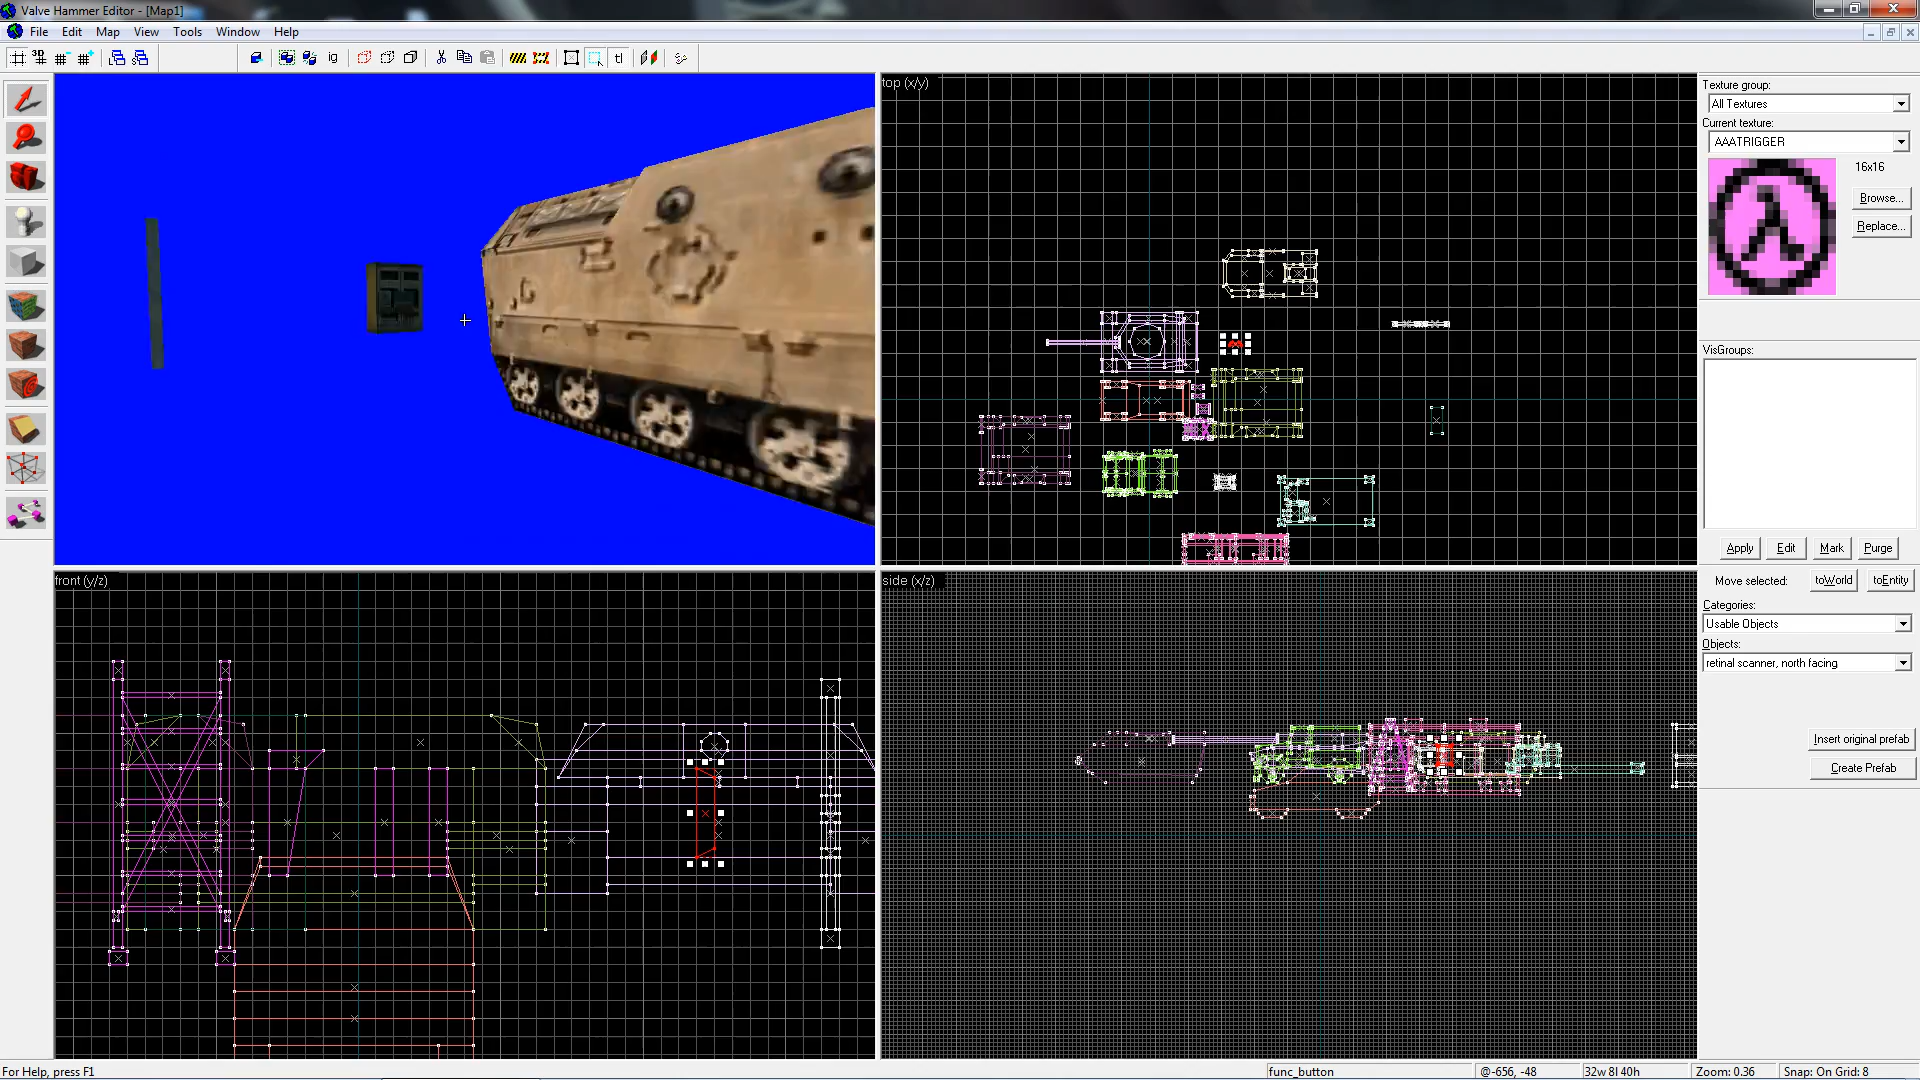 Valve Hammer Editor - [Map1]
File Edit Map View Tools Window Help
3D
ig
tl
top (x/y)
front (y/z)
side (x/z)
Texture group:
All Textures
Current texture:
AAATRIGGER
16x16
Browse...
Replace...
VisGroups:
Apply Edit Mark Purge
Move selected: toWorld toEntity
Categories:
Usable Objects
Objects:
retinal scanner, north facing
Insert original prefab
Create Prefab
For Help, press F1
func_button
@-656, -48
32w 8l 40h
Zoom: 0.36
Snap: On Grid: 8